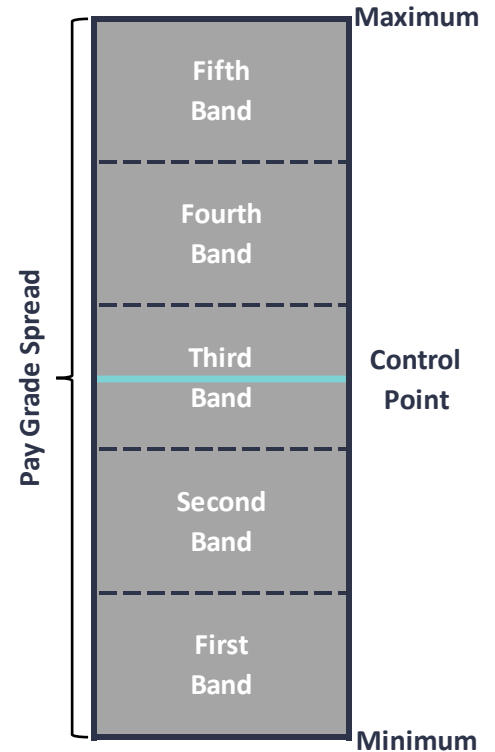 Maximum
Fifth
Band
Fourth
Band
Pay Grade Spread
Third
Band
Control
Point
Second
Band
First
Band
Minimum